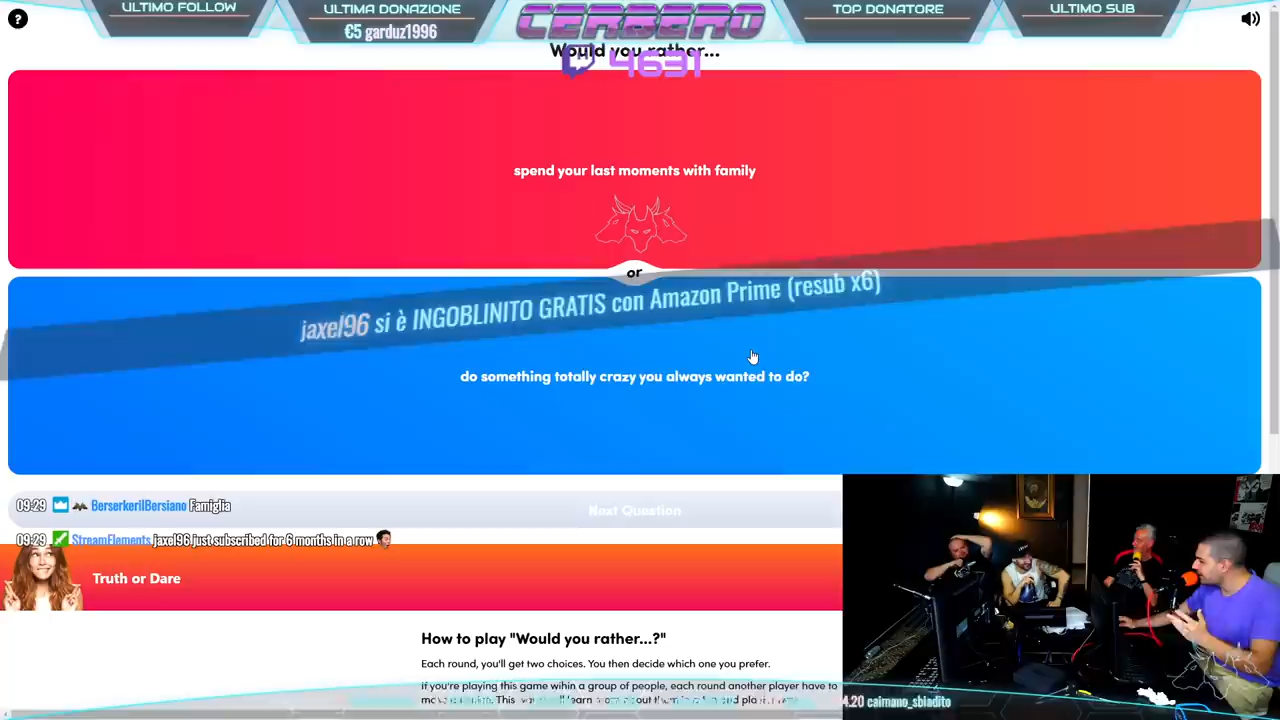 ULTIMO FOLLOW
ULTIMA DONAZIONE
€5 garduz1996
CERBERO
TOP DONATORE
ULTIMO SUB
?
Would you rather...
4631
spend your last moments with family
or
jaxel96 si è INGOBLINITO GRATIS con Amazon Prime (resub x6)
do something totally crazy you always wanted to do?
09:29 BerserkerilBersiano Famiglia
Next Question
09:29 StreamElements jaxel96 just subscribed for 6 months in a row
Truth or Dare
How to play "Would you rather...?"
Each round, you'll get two choices. You then decide which one you prefer.
If you're playing this game wihin a group of people, each round another player have to
4.20 caimano_sbiadito